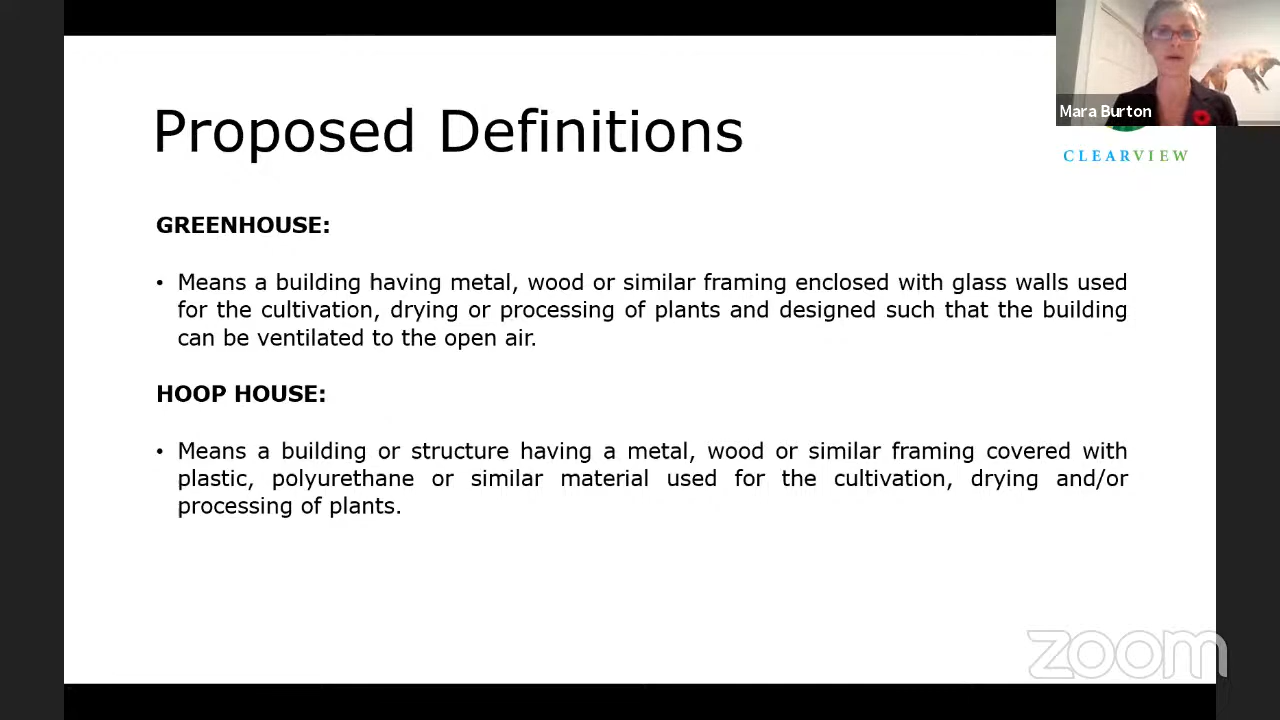 Proposed Definitions
Mara Burton
CLEARVIEW
GREENHOUSE:
• Means a building having metal, wood or similar framing enclosed with glass walls used
for the cultivation, drying or processing of plants and designed such that the building
can be ventilated to the open air.
HOOP HOUSE:
• Means a building or structure having a metal, wood or similar framing covered with
plastic, polyurethane or similar material used for the cultivation, drying and/or
processing of plants.
zoom